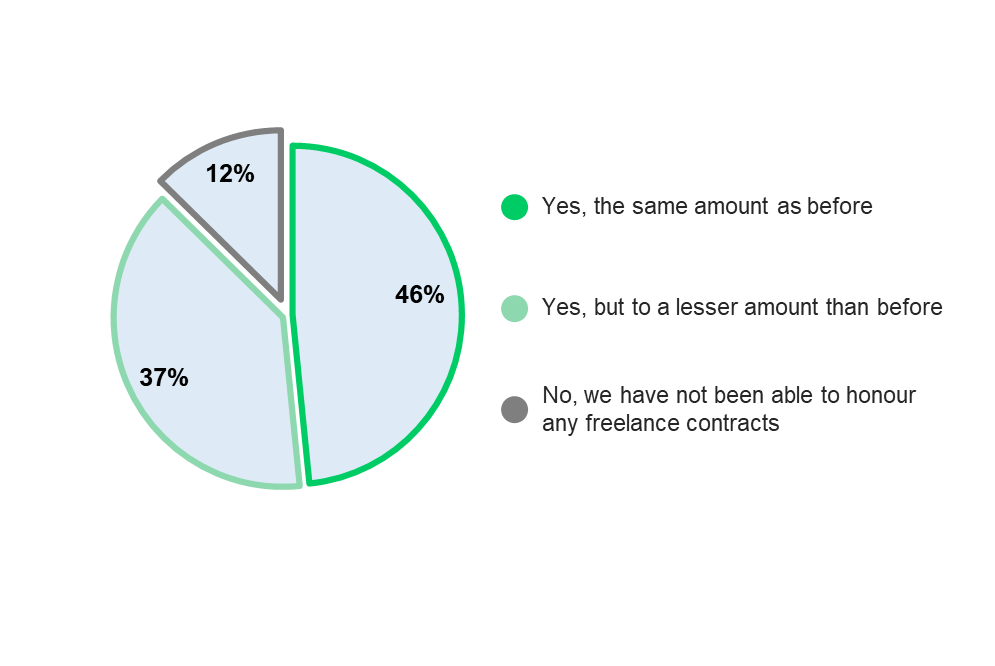 12%
46%
37%
Yes, the same amount as before
Yes, but to a lesser amount than before
No, we have not been able to honour
any freelance contracts